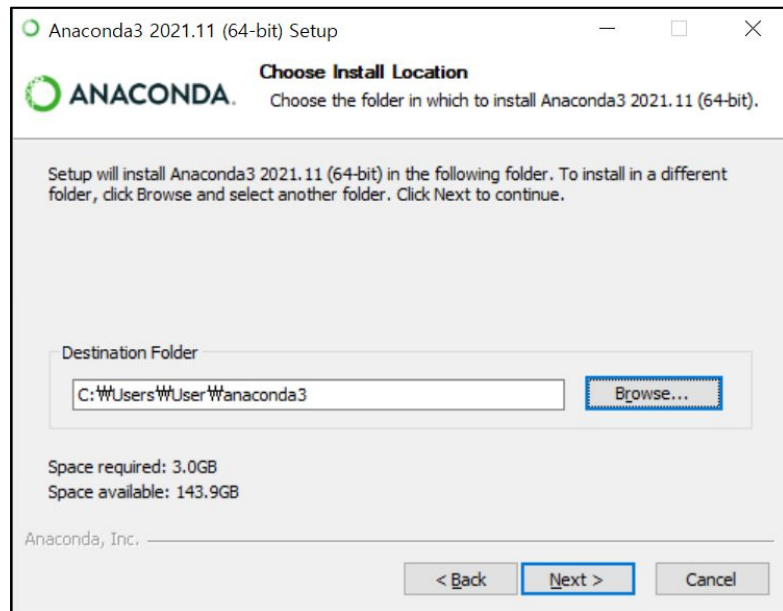 Anaconda3 2021.11 (64-bit) Setup
ANACONDA.
Choose Install Location
Choose the folder in which to install Anaconda3 2021.11 (64-bit).
Setup will install Anaconda3 2021.11 (64-bit) in the following folder. To install in a different
folder, click Browse and select another folder. Click Next to continue.
Destination Folder
C:₩Users₩User₩anaconda3
Browse...
Space required: 3.0GB
Space available: 143.9GB
Anaconda, Inc.
< Back
Next >
Cancel